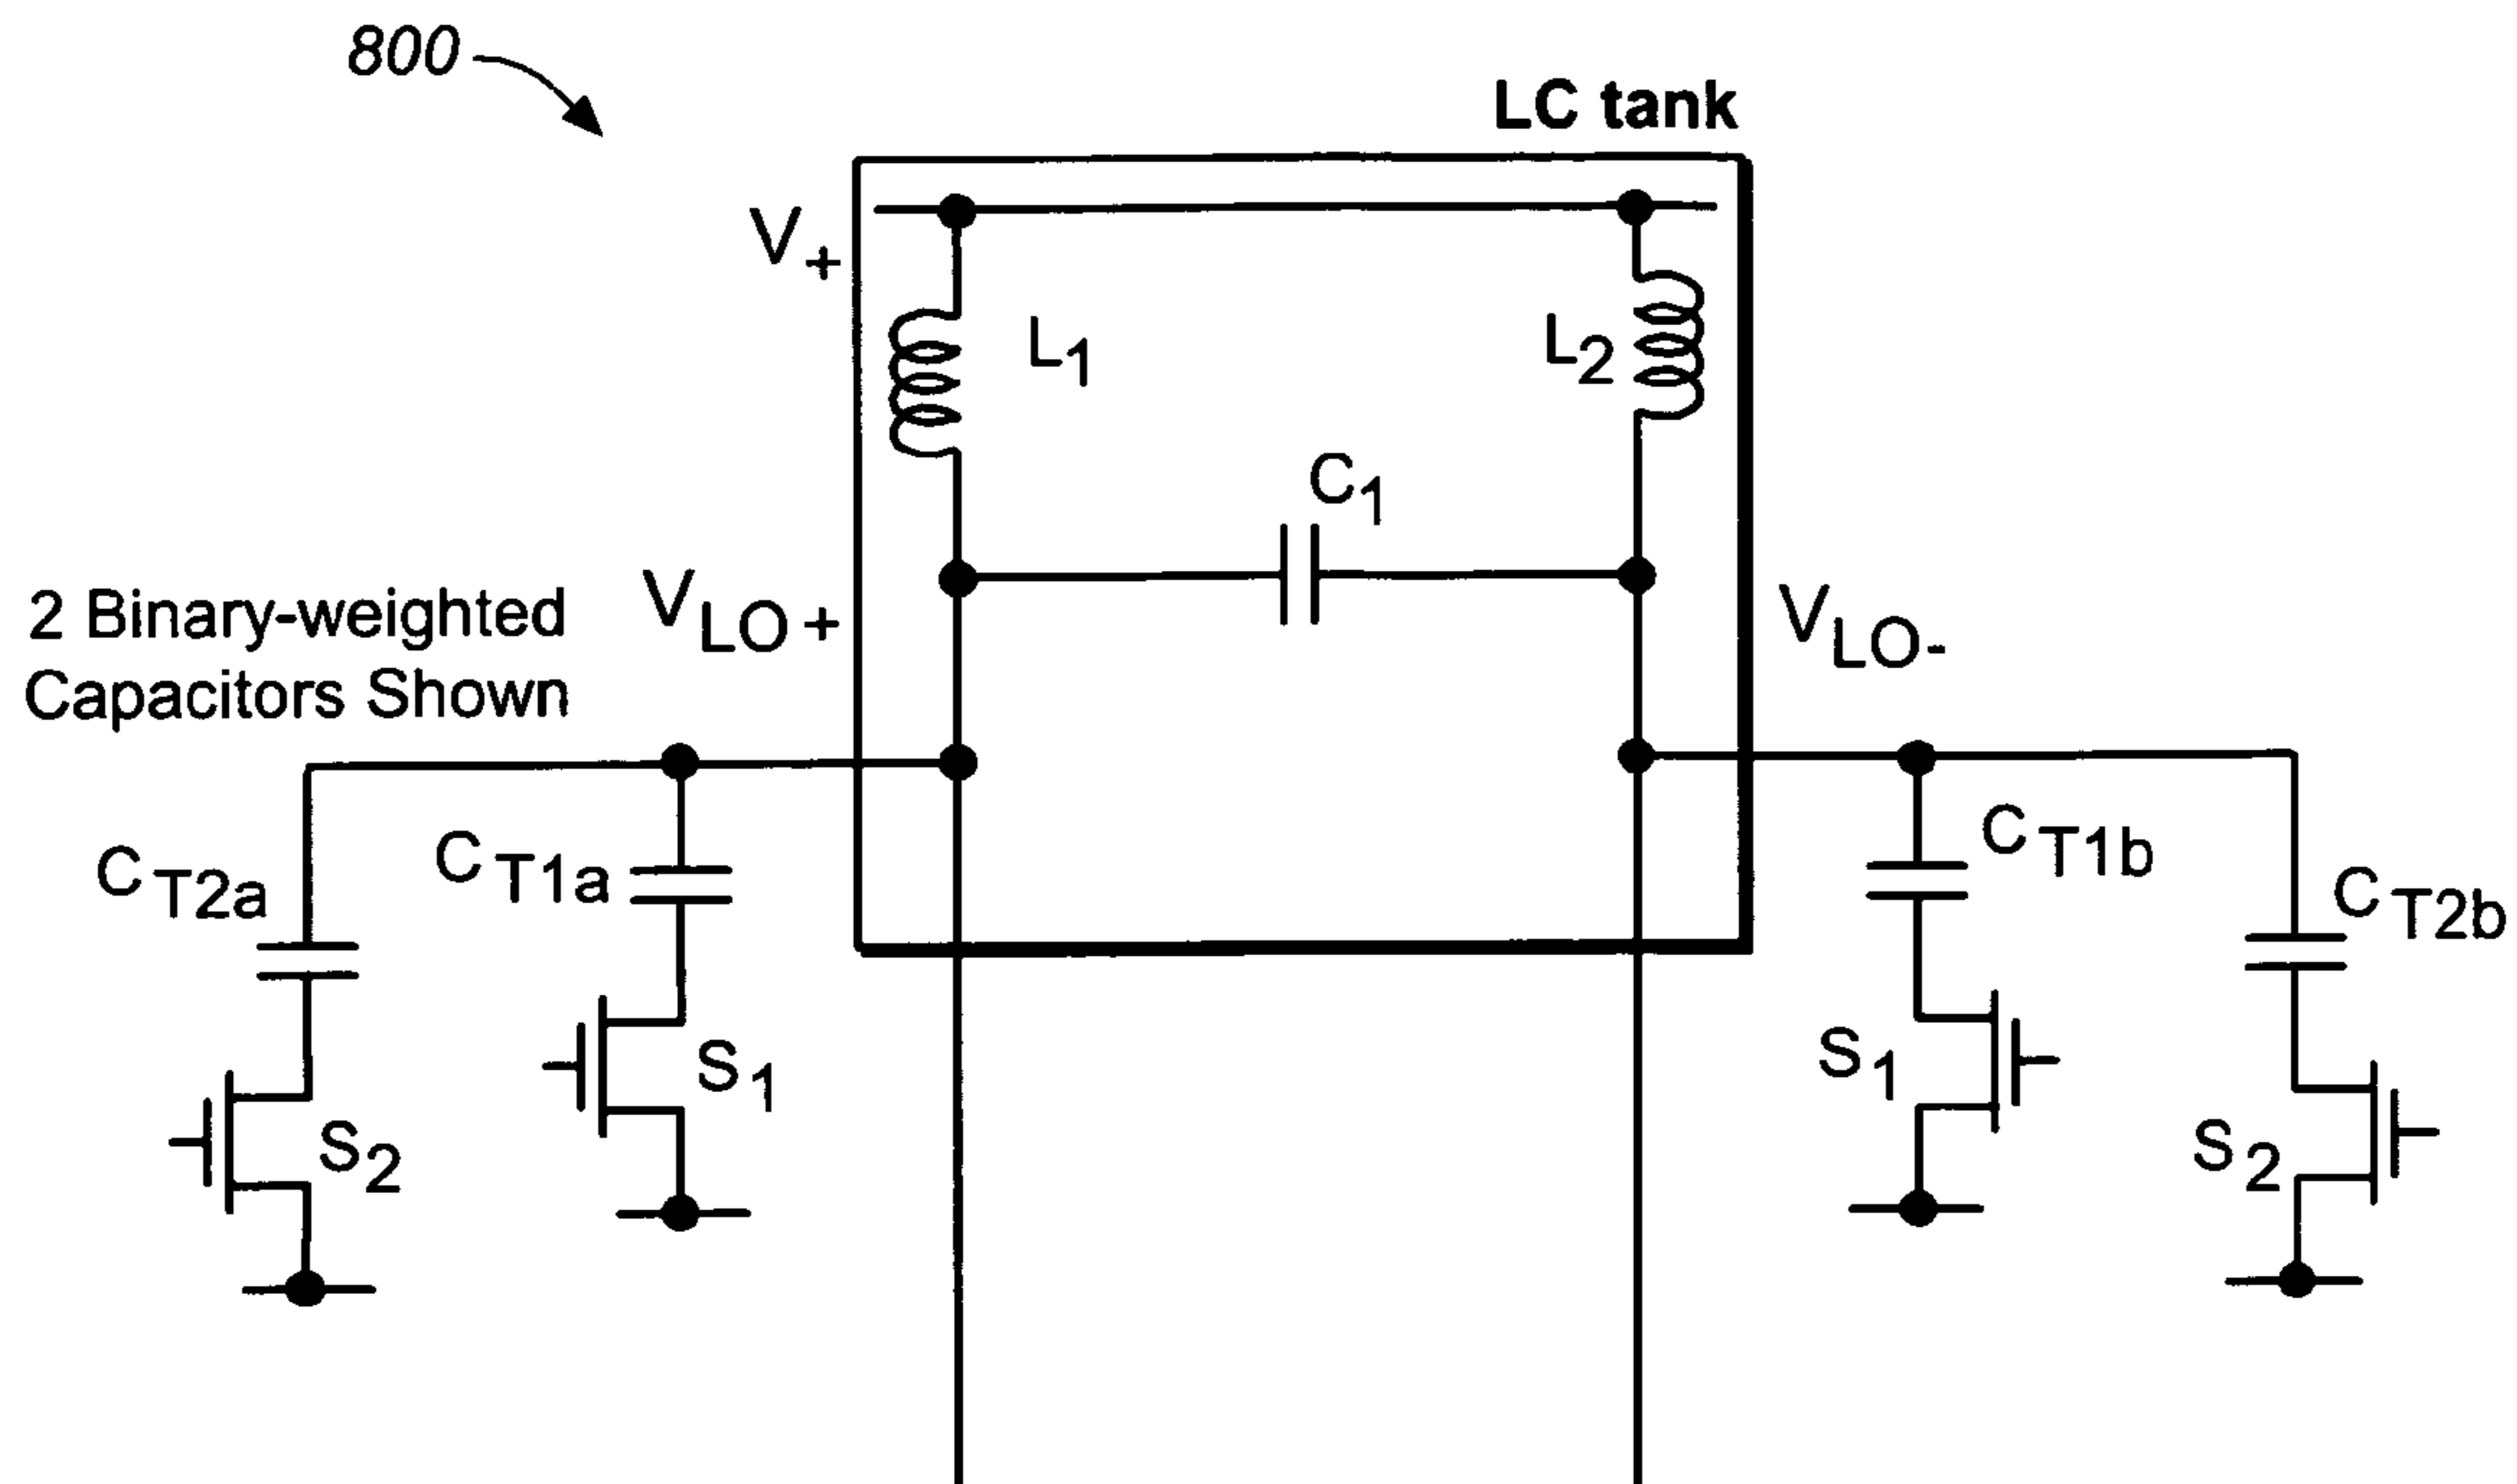 800
LC tank
V+
L1
L2
C1
2 Binary-weighted
Capacitors Shown
VLO+
VLO-
CT2a
CT1a
CT1b
CT2b
S1
S1
S2
S2